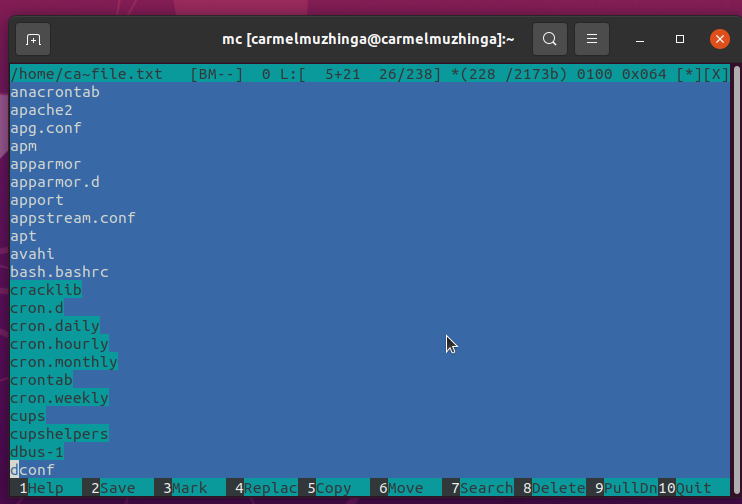 mc [carmelmuzhinga@carmelmuzhinga]:~
/home/ca~file.txt   [BM--]  0 L:[  5+21  26/238] *(228 /2173b) 0100 0x064 [*][X]
anacrontab
apache2
apg.conf
apm
apparmor
apparmor.d
apport
appstream.conf
apt
avahi
bash.bashrc
cracklib
cron.d
cron.daily
cron.hourly
cron.monthly
crontab
cron.weekly
cups
cupshelpers
dbus-1
dconf
1Help   2Save   3Mark   4Replac 5Copy   6Move   7Search 8Delete 9PullDn10Quit